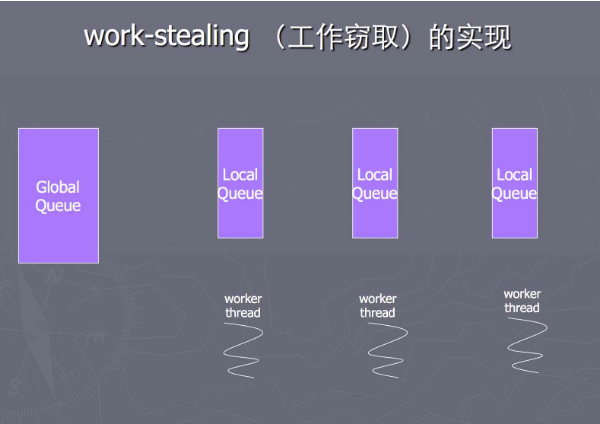 work-stealing （工作窃取）的实现
Global
Queue
Local
Queue
Local
Queue
Local
Queue
worker
thread
worker
thread
worker
thread
N
S
m